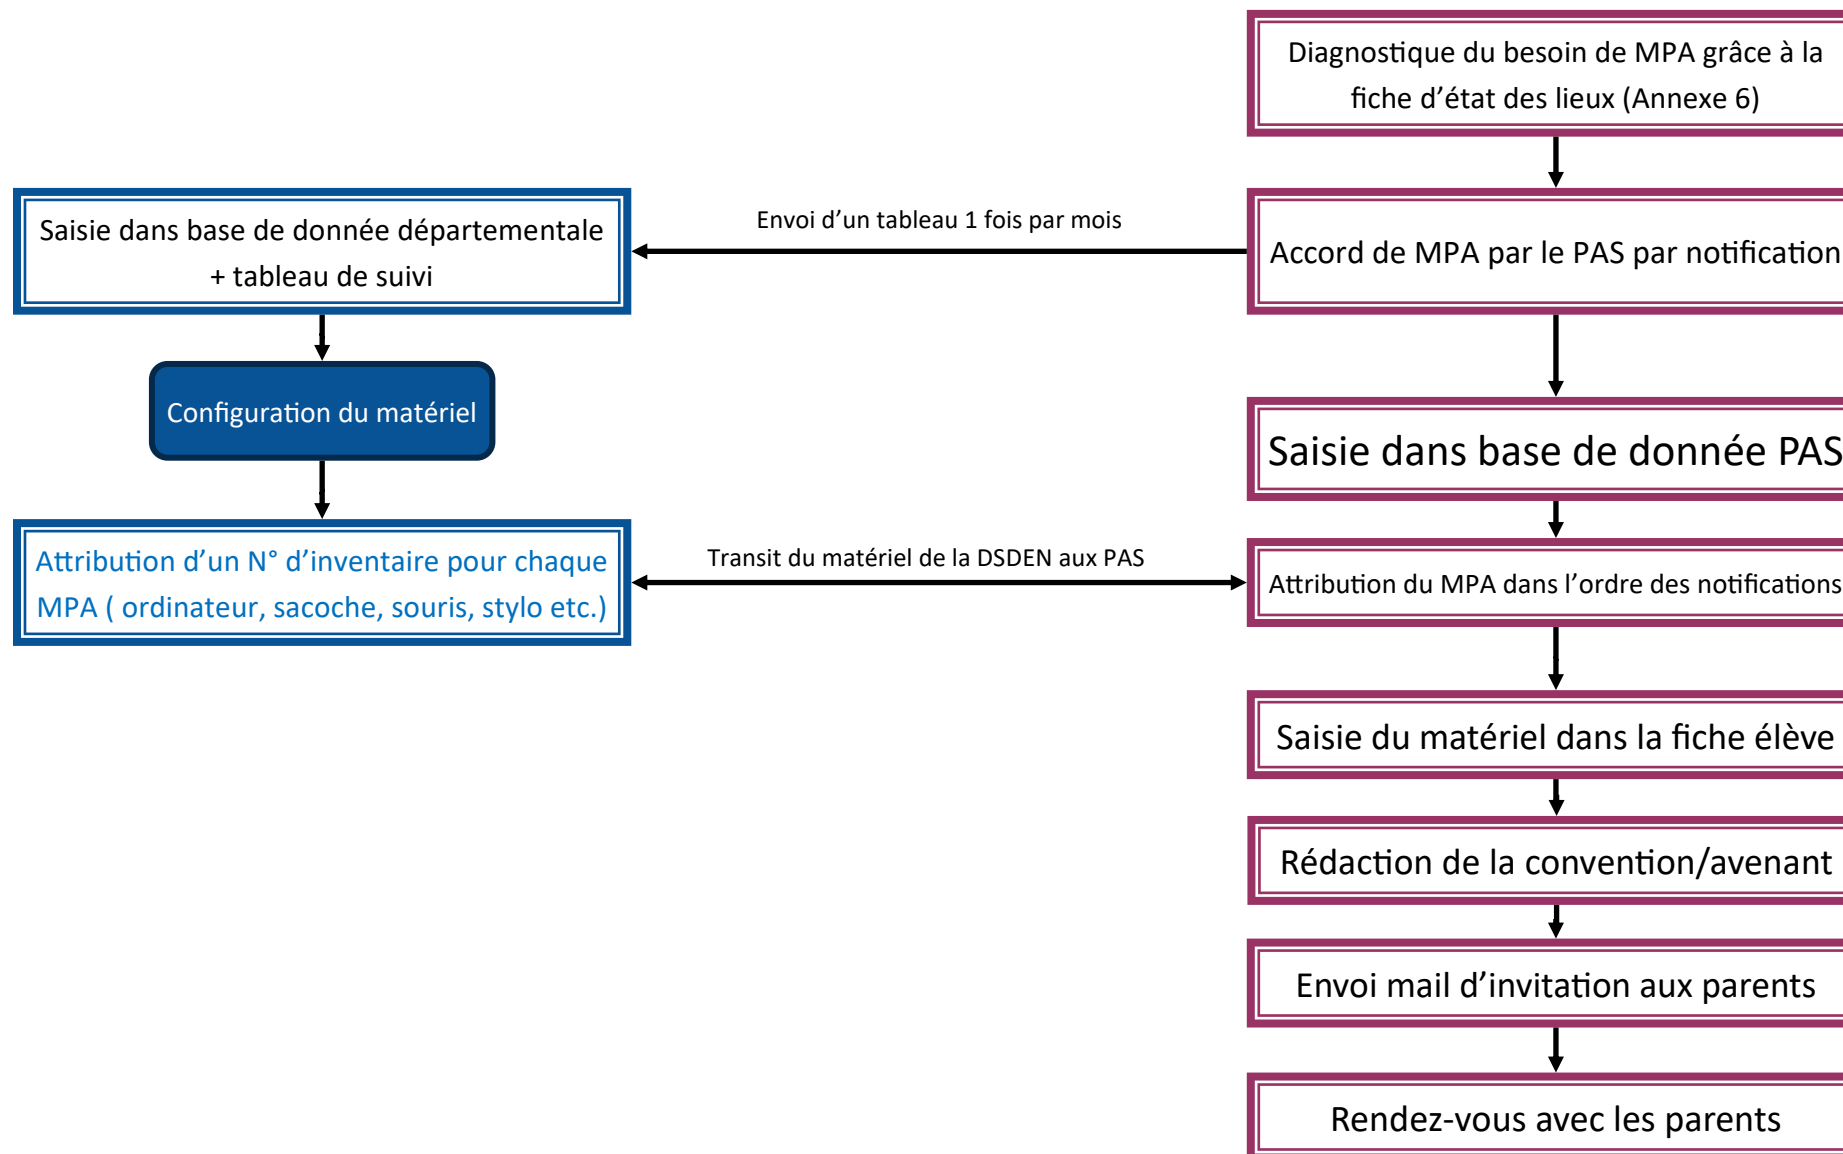 Diagnostique du besoin de MPA grâce à la
fiche d’état des lieux (Annexe 6)
Saisie dans base de donnée départementale
+ tableau de suivi
Envoi d’un tableau 1 fois par mois
Accord de MPA par le PAS par notification
Configuration du matériel
Saisie dans base de donnée PAS
Attribution d’un N° d’inventaire pour chaque
MPA ( ordinateur, sacoche, souris, stylo etc.)
Transit du matériel de la DSDEN aux PAS
Attribution du MPA dans l’ordre des notifications
Saisie du matériel dans la fiche élève
Rédaction de la convention/avenant
Envoi mail d’invitation aux parents
Rendez-vous avec les parents